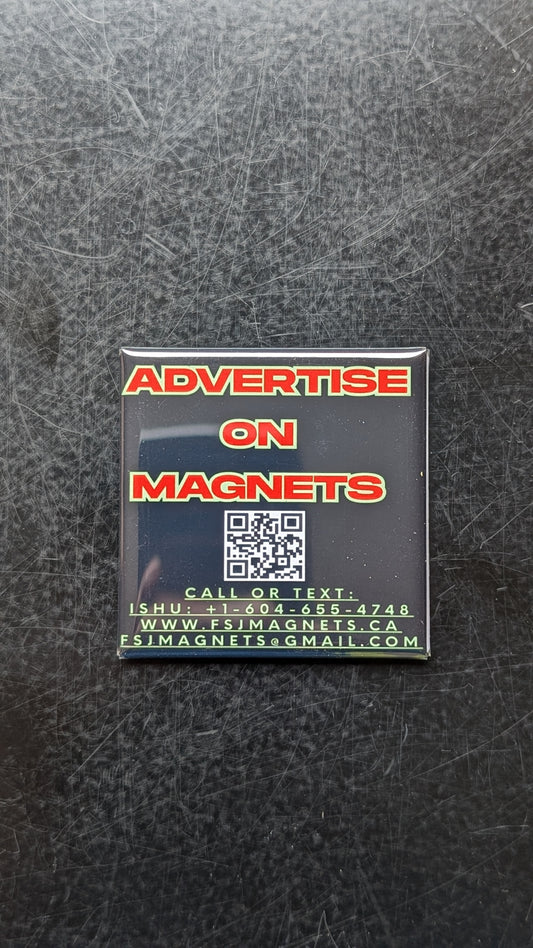 ADVERTISE
ON
MAGNETS
CALL OR TEXT:
ISHU: +1-604-655-4748
WWW.FSJMAGNETS.CA
FSJMAGNETS@GMAIL.COM